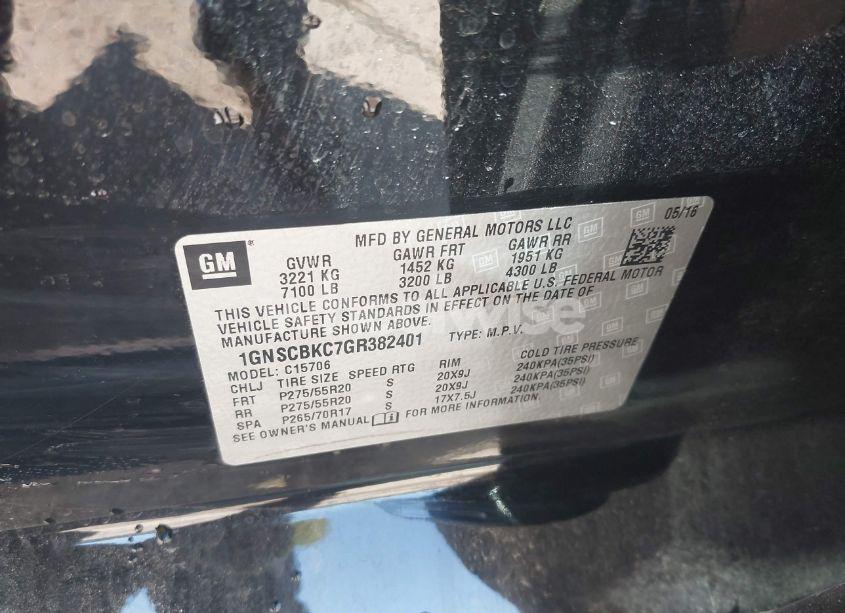 GM
MFD BY GENERAL MOTORS LLC
05/16
GVWR GAWR FRT GAWR RR
3221 KG 1452 KG 1951 KG
7100 LB 3200 LB 4300 LB
THIS VEHICLE CONFORMS TO ALL APPLICABLE U.S. FEDERAL MOTOR
VEHICLE SAFETY STANDARDS IN EFFECT ON THE DATE OF
MANUFACTURE SHOWN ABOVE.
1GNSCBKC7GR382401 TYPE: M.P.V.
MODEL: C15706
CHLJ TIRE SIZE SPEED RTG RIM COLD TIRE PRESSURE
FRT P275/55R20 S 20X9J 240KPA(35PSI)
RR P275/55R20 S 20X9J 240KPA(35PSI)
SPA P265/70R17 S 17X7.5J 240KPA(35PSI)
SEE OWNER'S MANUAL FOR MORE INFORMATION.